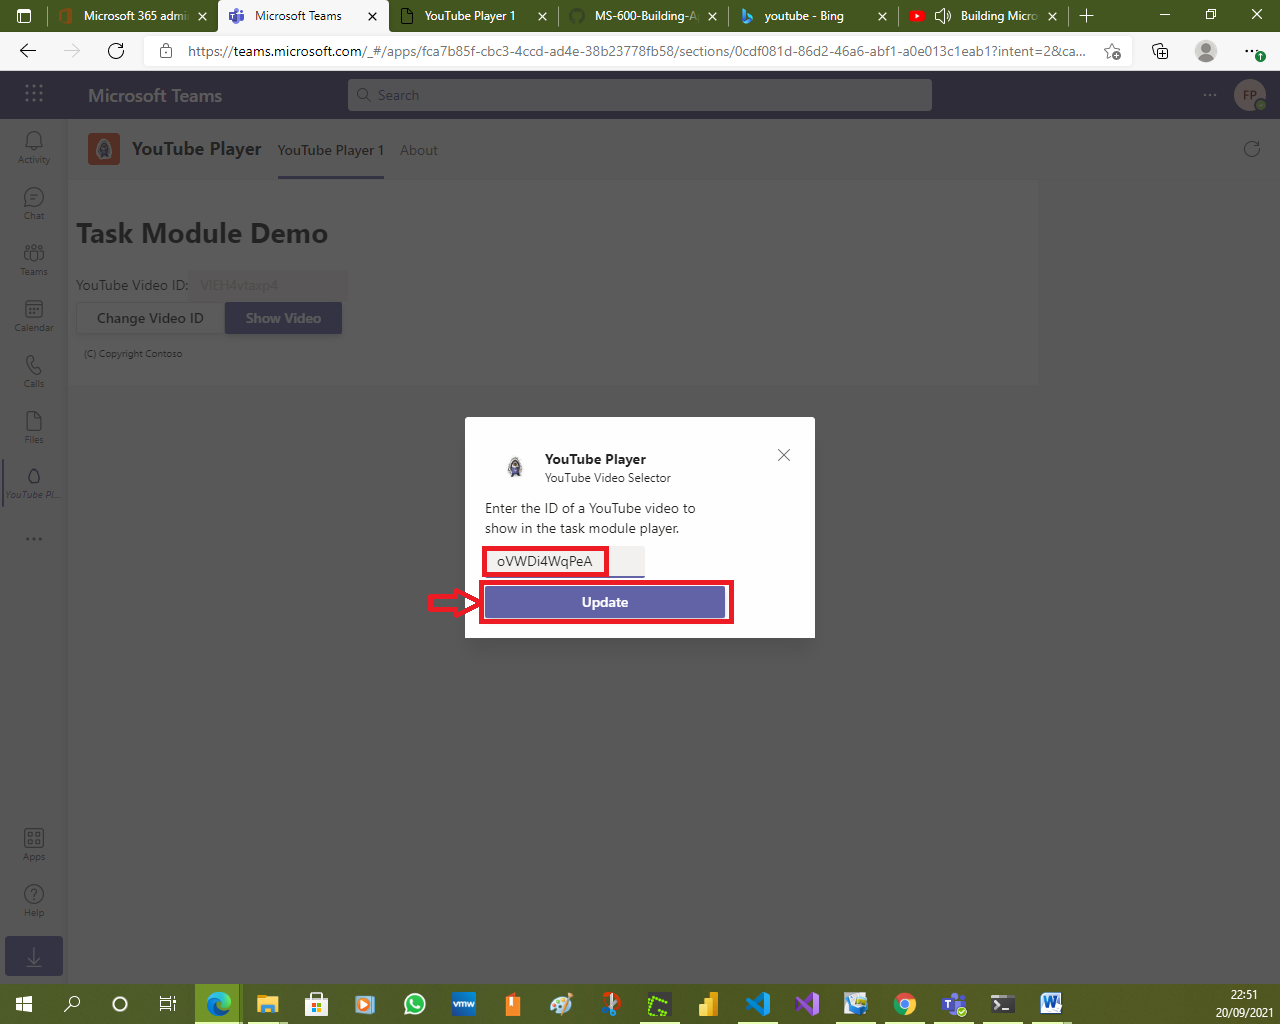 Microsoft 365 admi
Microsoft Teams
YouTube Player 1
MS-600-Building-A
youtube - Bing
Building Micro
https://teams.microsoft.com/_#/apps/fca7b85f-cbc3-4ccd-ad4e-38b23778fb58/sections/0cdf081d-86d2-46a6-abf1-a0e013c1eab1?intent=2&ca...
Microsoft Teams
Search
FP
YouTube Player
YouTube Player 1
About
Activity
Chat
Teams
Calendar
Calls
Files
YouTube Pl...
Apps
Help
Task Module Demo
YouTube Video ID: VlEH4vtaxp4
Change Video ID
Show Video
(C) Copyright Contoso
YouTube Player
YouTube Video Selector
Enter the ID of a YouTube video to
show in the task module player.
oVWDi4WqPeA
Update
vmw
22:51
20/09/2021